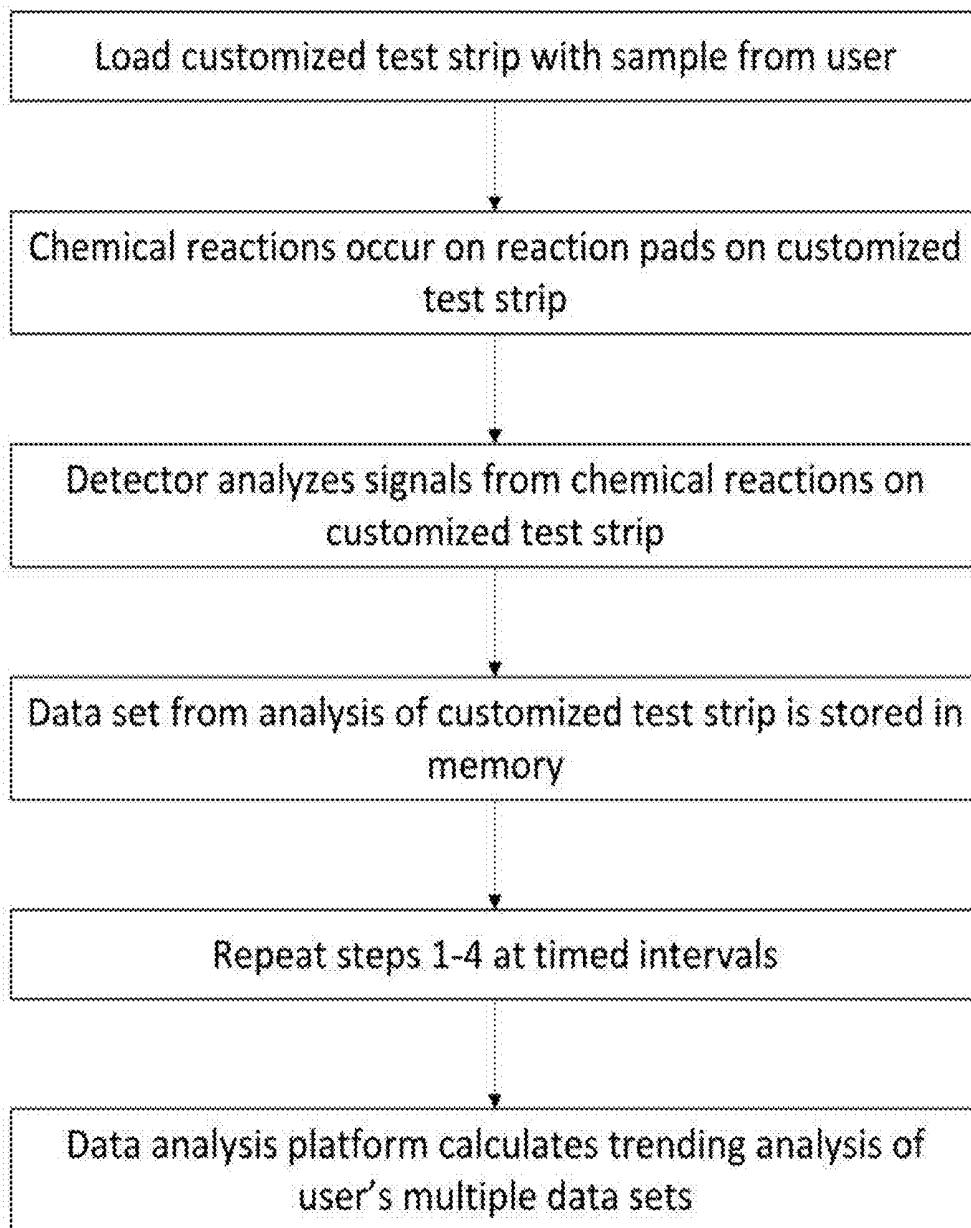 Load customized test strip with sample from user
Chemical reactions occur on reaction pads on customized
test strip
Detector analyzes signals from chemical reactions on
customized test strip
Data set from analysis of customized test strip is stored in
memory
Repeat steps 1-4 at timed intervals
Data analysis platform calculates trending analysis of
user's multiple data sets